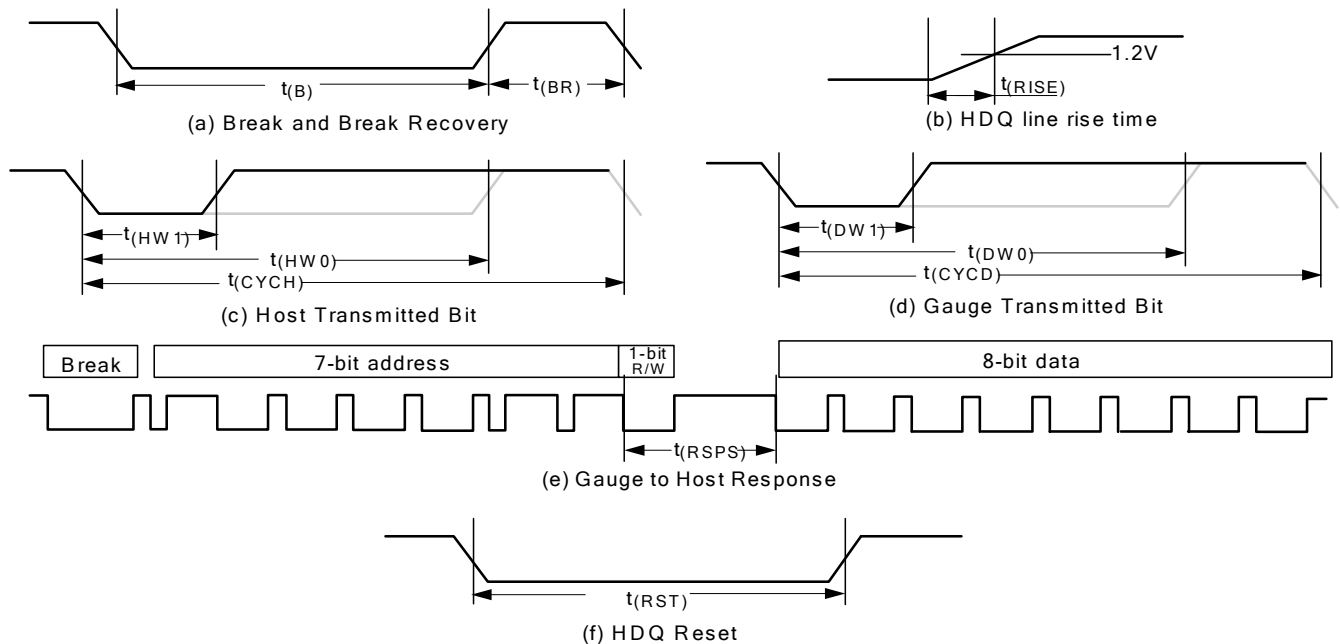 1.2V
t(B)
t(BR)
t(RISE)
(a) Break and Break Recovery
(b) HDQ line rise time
t(HW1)
t(DW1)
t(HW0)
t(DW0)
t(CYCH)
t(CYCD)
(c) Host Transmitted Bit
(d) Gauge Transmitted Bit
Break
7-bit address
1-bit
R/W
8-bit data
t(RSPS)
(e) Gauge to Host Response
t(RST)
(f) HDQ Reset